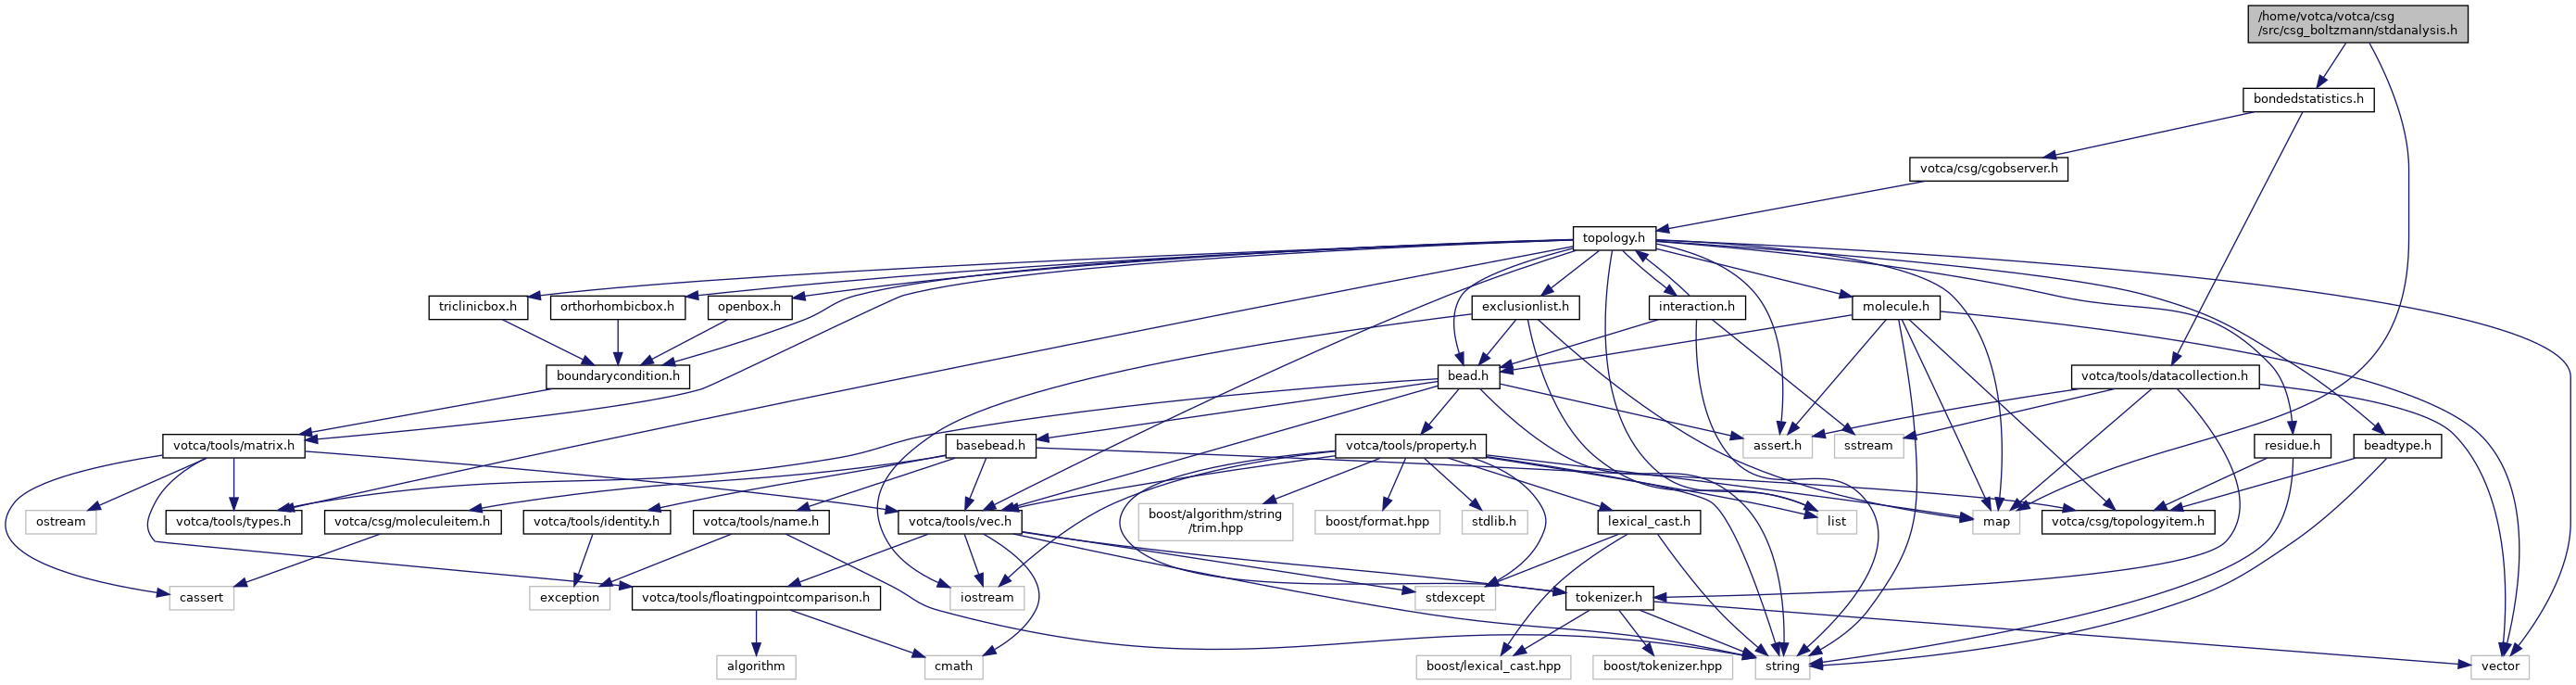 /home/votca/votca/csg
/src/csg_boltzmann/stdanalysis.h
bondedstatistics.h
votca/csg/cgobserver.h
topology.h
triclinicbox.h
orthorhombicbox.h
openbox.h
exclusionlist.h
interaction.h
molecule.h
boundarycondition.h
bead.h
votca/tools/datacollection.h
votca/tools/matrix.h
basebead.h
votca/tools/property.h
assert.h
sstream
residue.h
beadtype.h
ostream
votca/tools/types.h
votca/csg/moleculeitem.h
votca/tools/identity.h
votca/tools/name.h
votca/tools/vec.h
boost/algorithm/string
/trim.hpp
boost/format.hpp
stdlib.h
lexical_cast.h
list
map
votca/csg/topologyitem.h
cassert
exception
votca/tools/floatingpointcomparison.h
iostream
stdexcept
tokenizer.h
algorithm
cmath
boost/lexical_cast.hpp
boost/tokenizer.hpp
string
vector